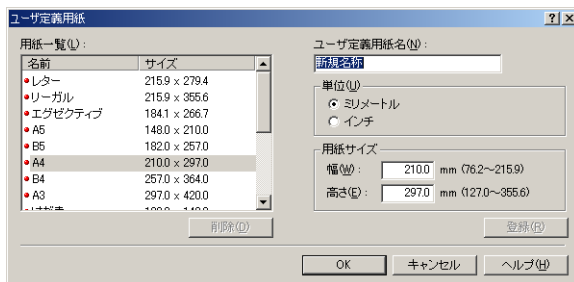 ユーザ定義用紙
用紙一覧(L):
名前 サイズ
レター 215.9 × 279.4
リーガル 215.9 × 355.6
エグゼクティブ 184.1 × 266.7
A5 148.0 × 210.0
B5 182.0 × 257.0
A4 210.0 × 297.0
B4 257.0 × 364.0
A3 297.0 × 420.0
削除(D)
ユーザ定義用紙名(N):
新規名称
単位(U)
ミリメートル
インチ
用紙サイズ
幅(W): 210.0 mm (76.2～215.9)
高さ(E): 297.0 mm (127.0～355.6)
登録(R)
OK キャンセル ヘルプ(H)